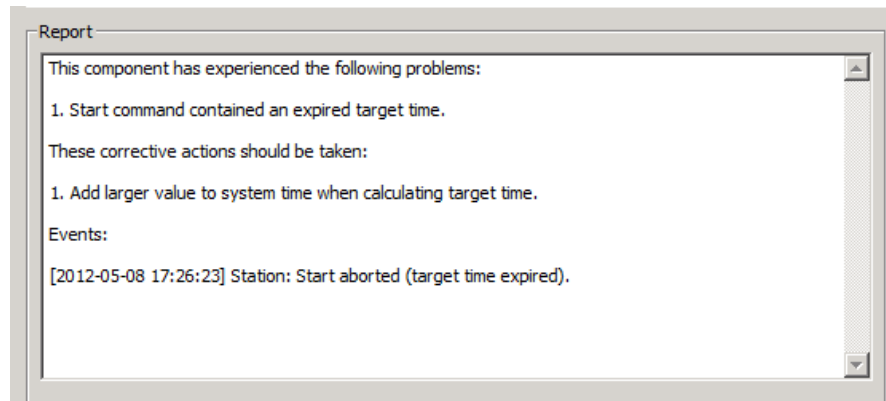 Report
This component has experienced the following problems:
1. Start command contained an expired target time.
These corrective actions should be taken:
1. Add larger value to system time when calculating target time.
Events:
[2012-05-08 17:26:23] Station: Start aborted (target time expired).